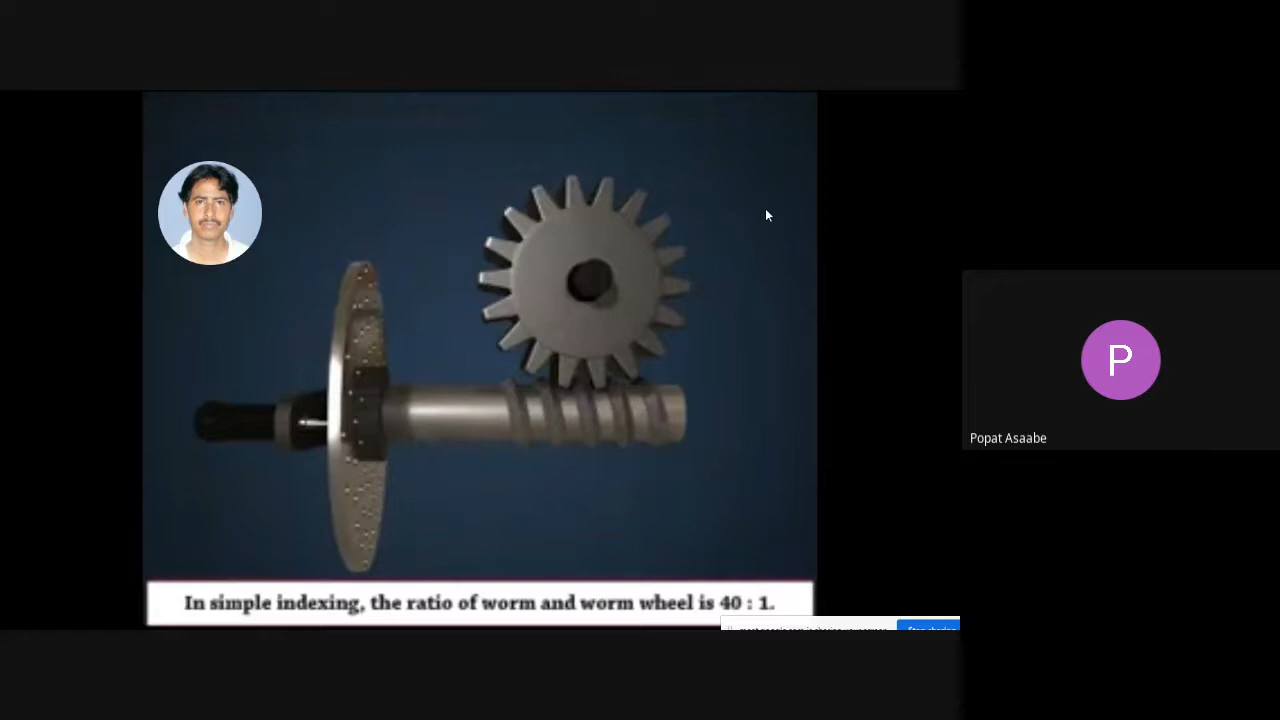 In simple indexing, the ratio of worm and worm wheel is 40 : 1.
P
Popat Asaabe